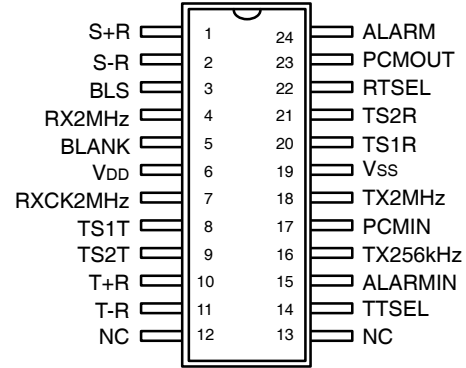 S+R 1 24 ALARM
S-R 2 23 PCMOUT
BLS 3 22 RTSEL
RX2MHz 4 21 TS2R
BLANK 5 20 TS1R
VDD 6 19 VSS
RXCK2MHz 7 18 TX2MHz
TS1T 8 17 PCMIN
TS2T 9 16 TX256kHz
T+R 10 15 ALARMIN
T-R 11 14 TTSEL
NC 12 13 NC